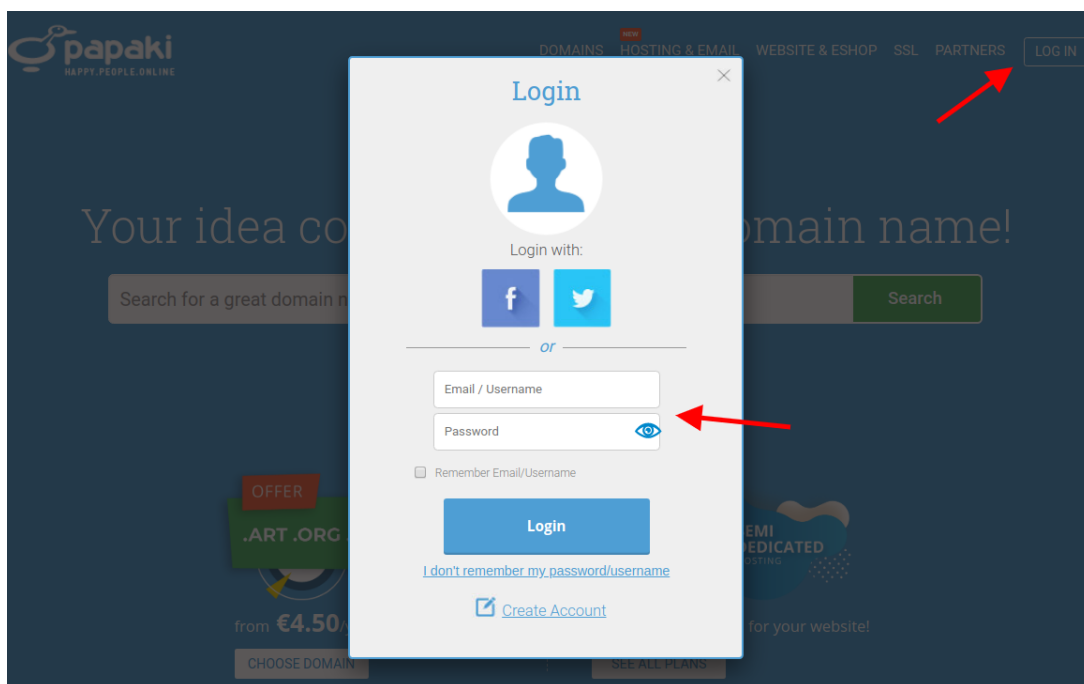 papaki
HAPPY.PEOPLE.ONLINE
NEW
DOMAINS HOSTING & EMAIL WEBSITE & ESHOP SSL PARTNERS LOG IN
Login
Your idea co
omain name!
Login with:
Search for a great domain n
Search
or
Email / Username
Password
Remember Email/Username
OFFER
.ART .ORG .
Login
EMI
DEDICATED
HOSTING
I don't remember my password/username
Create Account
from €4.50/
for your website!
CHOOSE DOMAIN
SEE ALL PLANS